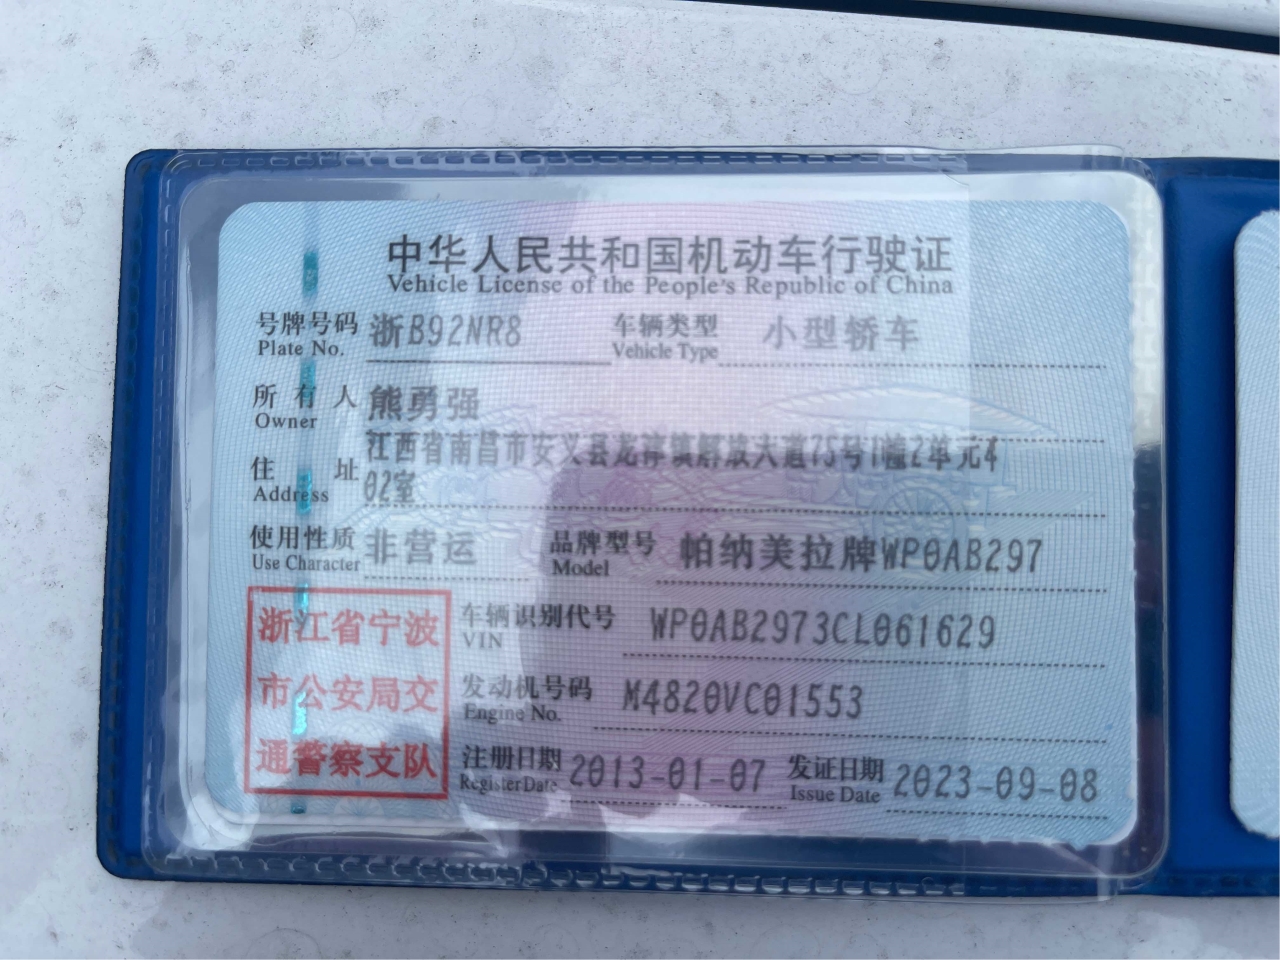 中华人民共和国机动车行驶证
Vehicle License of the People's Republic of China
号牌号码 浙B92NR8 车辆类型 小型轿车
Plate No. Vehicle Type
所有人 熊勇强
Owner
江西省南昌市安义县龙津镇解放大道75号1幢2单元4
住址 02室
Address
使用性质 非营运 品牌型号 帕纳美拉牌WP0AB297
Use Character Model
浙江省宁波
市公安局交
通警察支队
车辆识别代号 WP0AB2973CL061629
VIN
发动机号码 M4820VC01553
Engine No.
注册日期 2013-01-07 发证日期 2023-09-08
Register Date Issue Date